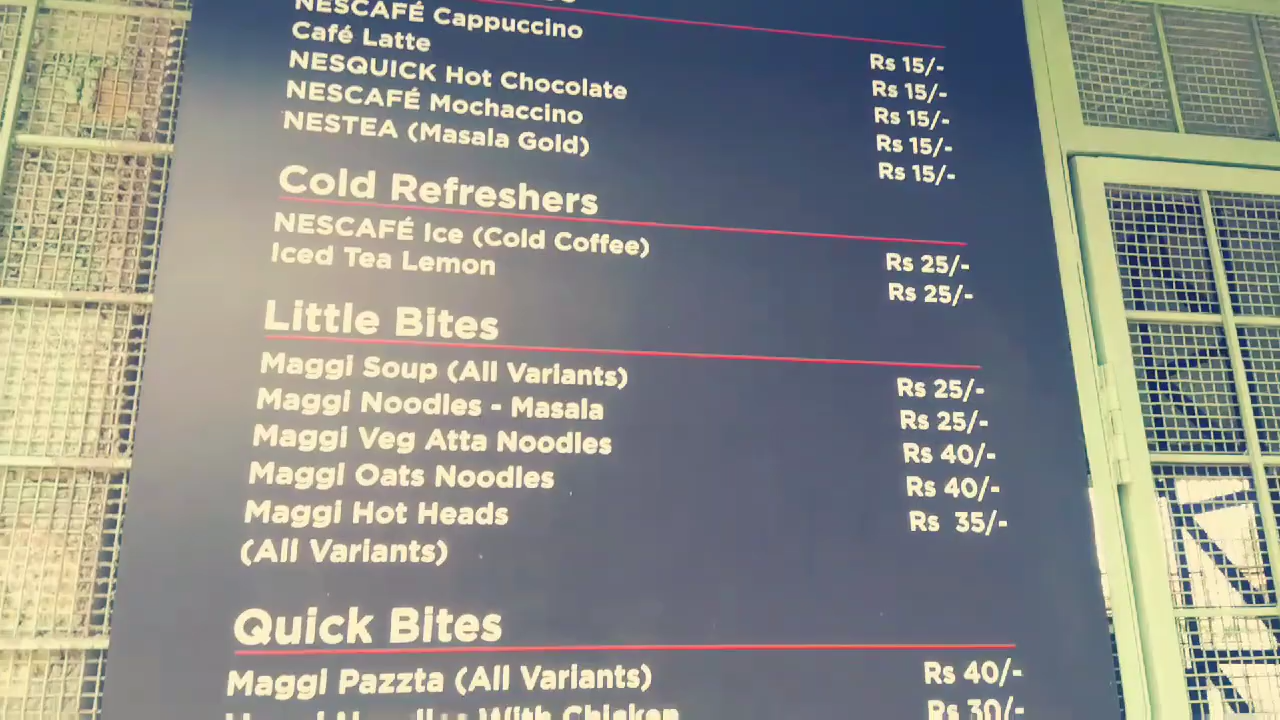 NESCAFÉ Cappuccino Rs 15/-
Café Latte Rs 15/-
NESQUICK Hot Chocolate Rs 15/-
NESCAFÉ Mochaccino Rs 15/-
NESTEA (Masala Gold) Rs 15/-
Cold Refreshers
NESCAFÉ Ice (Cold Coffee) Rs 25/-
Iced Tea Lemon Rs 25/-
Little Bites
Maggi Soup (All Variants) Rs 25/-
Maggi Noodles - Masala Rs 25/-
Maggi Veg Atta Noodles Rs 40/-
Maggi Oats Noodles Rs 40/-
Maggi Hot Heads Rs 35/-
(All Variants)
Quick Bites
Maggi Pazzta (All Variants) Rs 40/-
Noodles With Chicken Rs 30/-